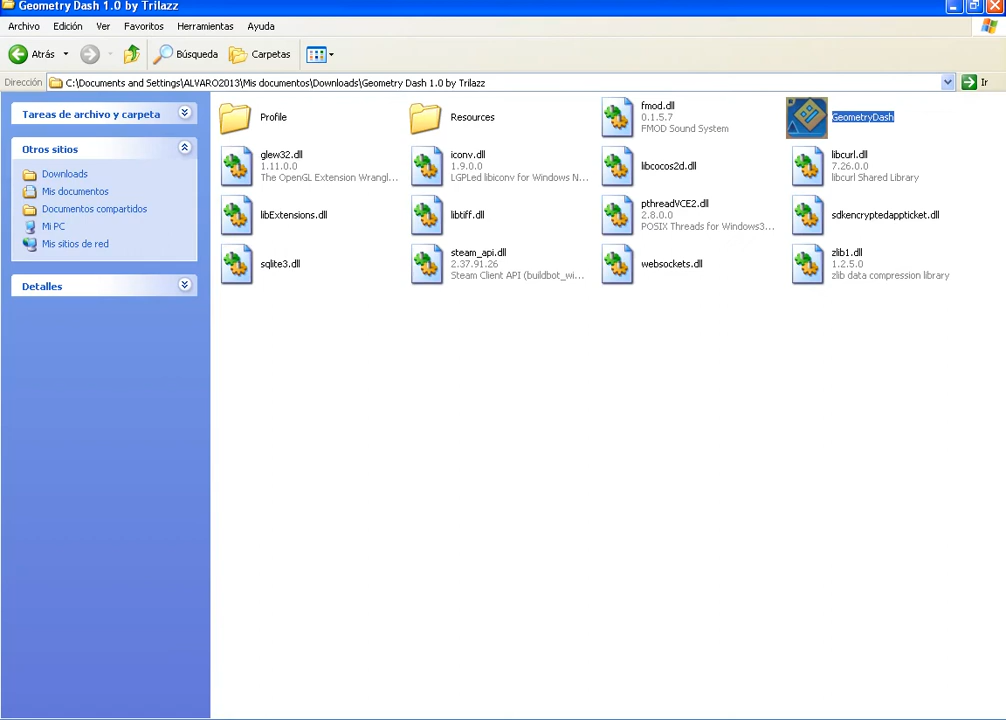 Geometry Dash 1.0 by Trilazz
Archivo Edición Ver Favoritos Herramientas Ayuda
Atrás Búsqueda Carpetas
Dirección C:\Documents and Settings\ALVARO2013\Mis documentos\Downloads\Geometry Dash 1.0 by Trilazz Ir
Tareas de archivo y carpeta
Otros sitios
Downloads
Mis documentos
Documentos compartidos
Mi PC
Mis sitios de red
Detalles
Profile
Resources
fmod.dll
0.1.5.7
FMOD Sound System
GeometryDash
glew32.dll
1.11.0.0
The OpenGL Extension Wrangl...
iconv.dll
1.9.0.0
LGPLed libiconv for Windows N...
libcocos2d.dll
libcurl.dll
7.26.0.0
libcurl Shared Library
libExtensions.dll
libtiff.dll
pthreadVCE2.dll
2.8.0.0
POSIX Threads for Windows3...
sdkencryptedappticket.dll
sqlite3.dll
steam_api.dll
2.37.91.26
Steam Client API (buildbot_wi...
websockets.dll
zlib1.dll
1.2.5.0
zlib data compression library